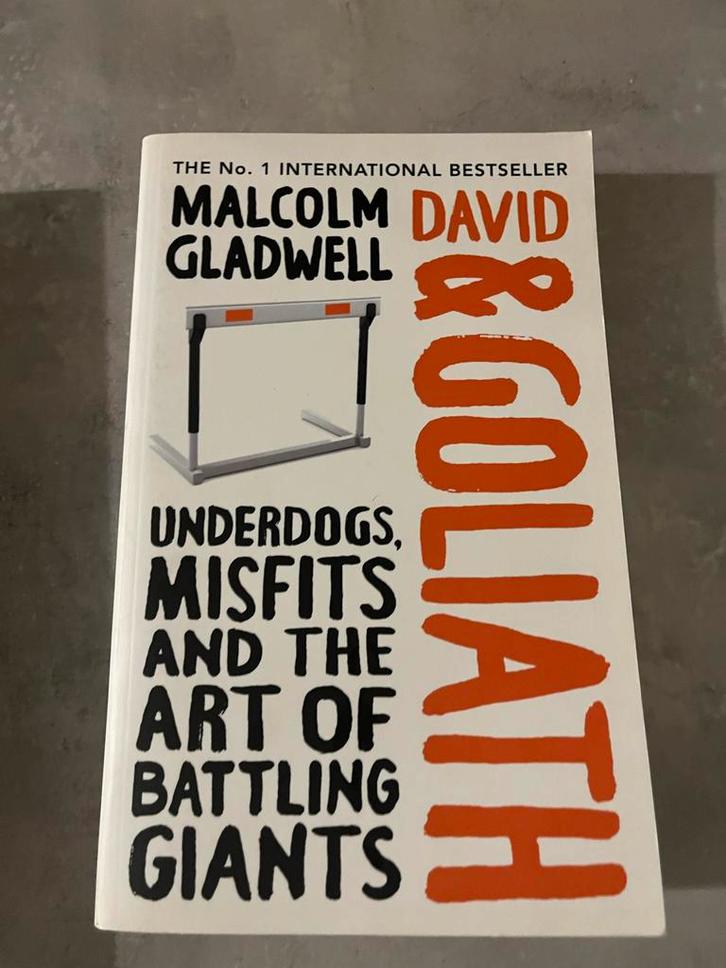 THE No. 1 INTERNATIONAL BESTSELLER
MALCOLM
GLADWELL
DAVID
& GOLIATH
UNDERDOGS,
MISFITS
AND THE
ART OF
BATTLING
GIANTS